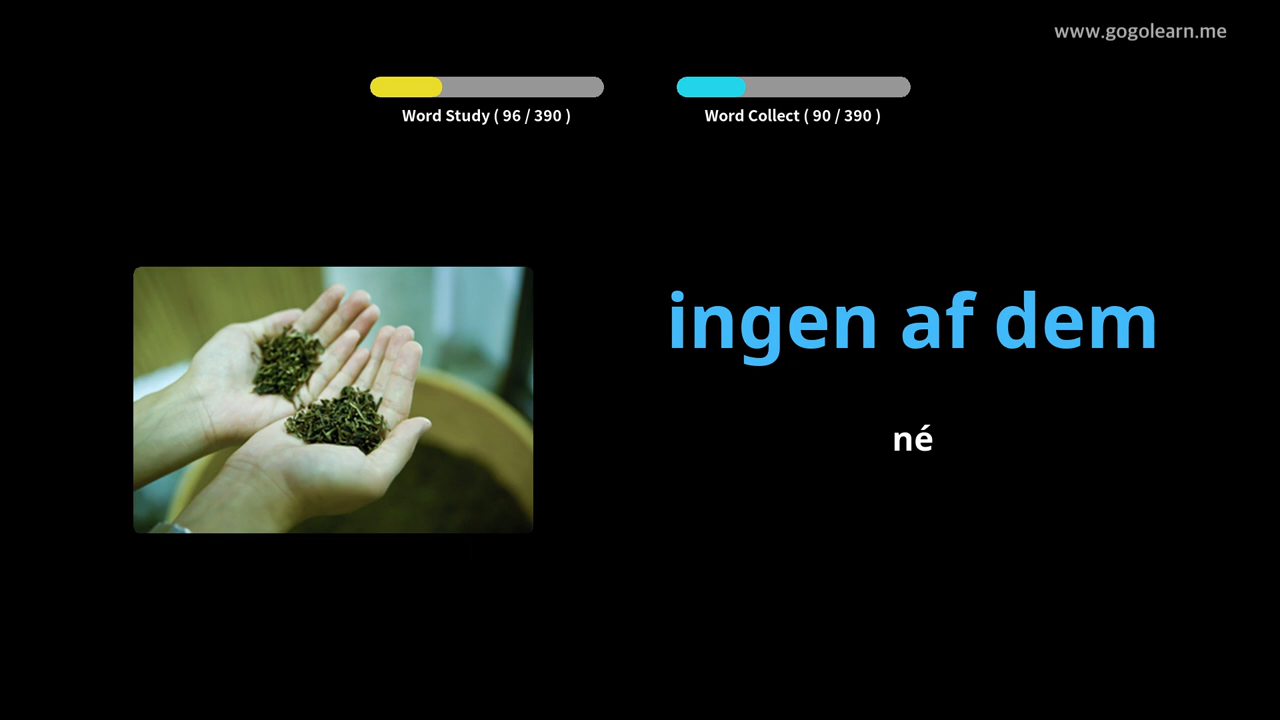 www.gogolearn.me
Word Study ( 96 / 390 )
Word Collect ( 90 / 390 )
ingen af dem
né